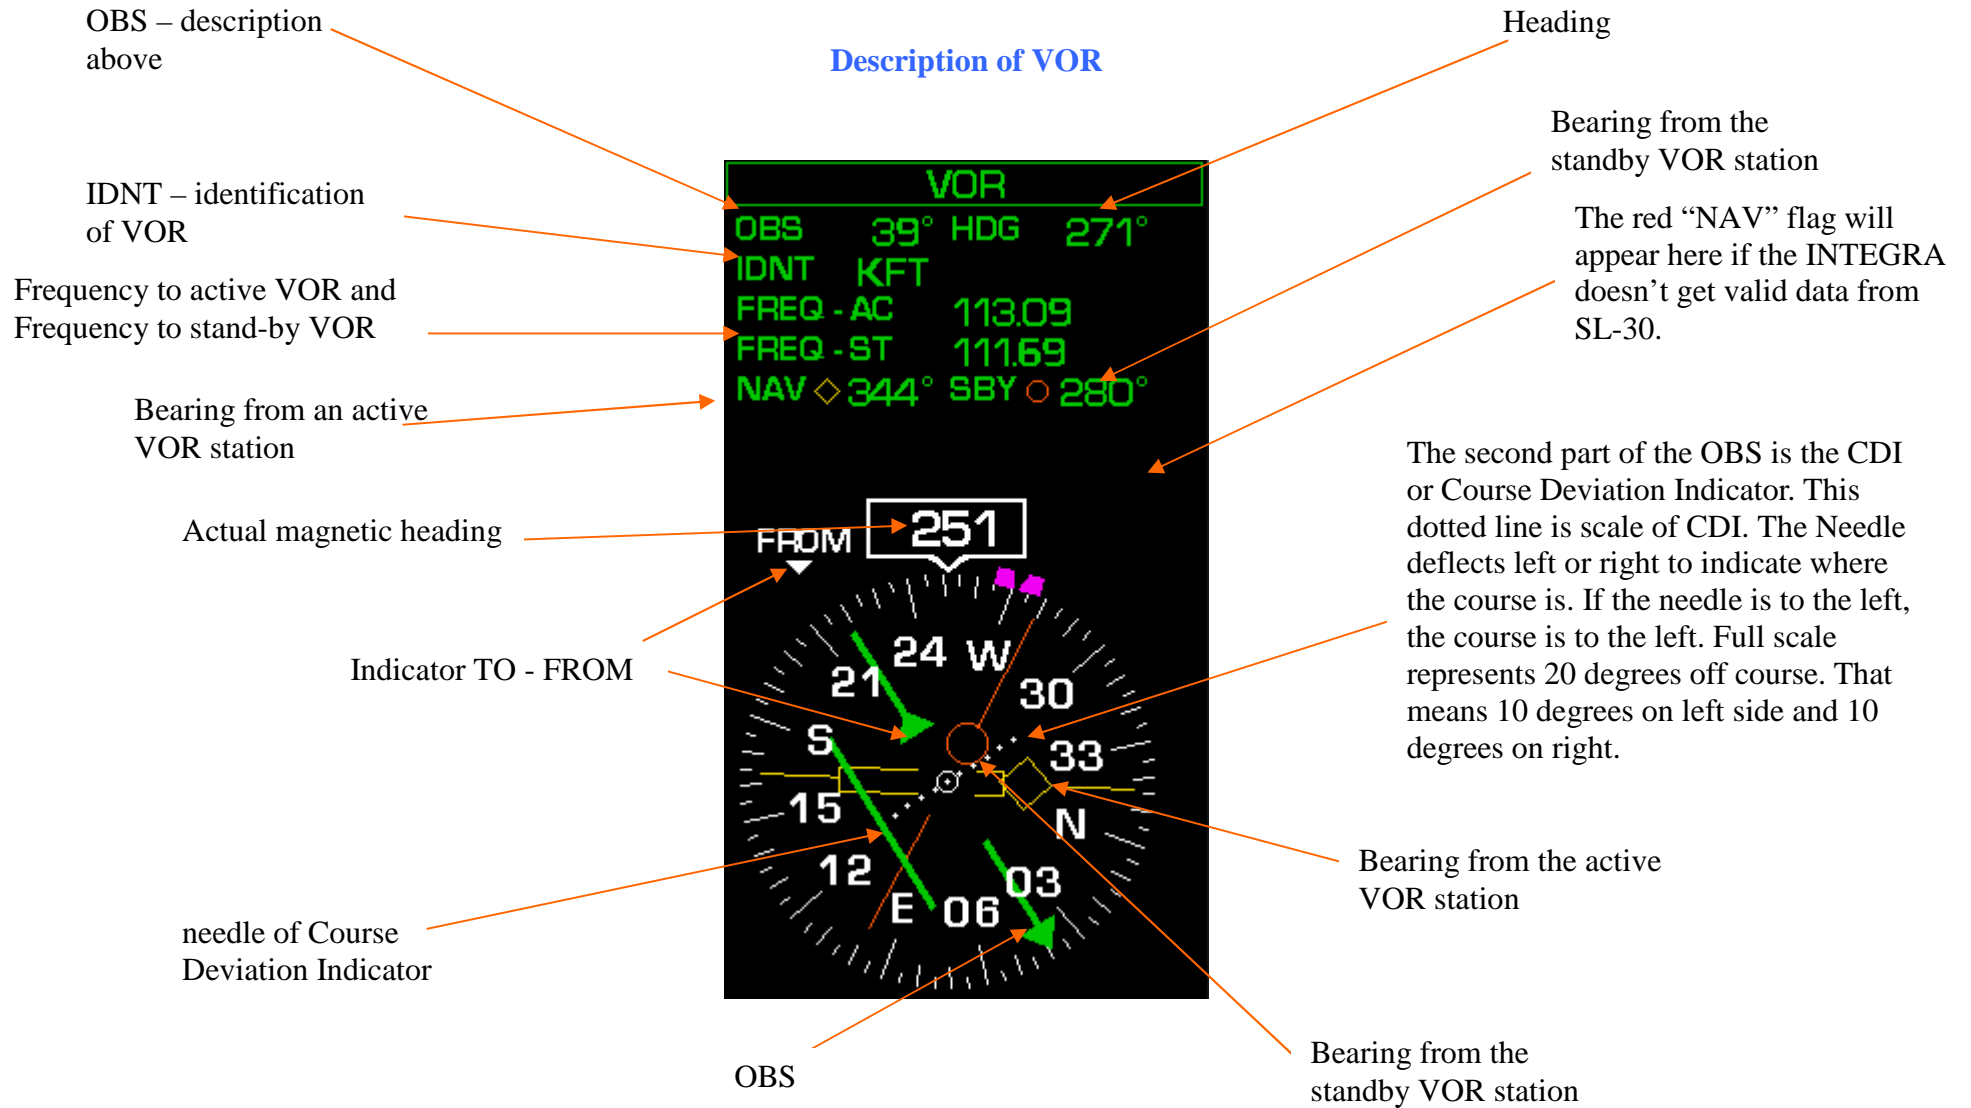 OBS – description
above
Description of VOR
Heading
Bearing from the
standby VOR station
IDNT – identification
of VOR
The red “NAV” flag will
appear here if the INTEGRA
doesn’t get valid data from
SL-30.
Frequency to active VOR and
Frequency to stand-by VOR
Bearing from an active
VOR station
VOR
OBS 39° HDG 271°
IDNT KFT
FREQ - AC 113.09
FREQ - ST 111.69
NAV 344° SBY 280°
The second part of the OBS is the CDI
or Course Deviation Indicator. This
dotted line is scale of CDI. The Needle
deflects left or right to indicate where
the course is. If the needle is to the left,
the course is to the left. Full scale
represents 20 degrees off course. That
means 10 degrees on left side and 10
degrees on right.
Actual magnetic heading
FROM
251
Indicator TO - FROM
24
W
21
30
S
33
15
N
12
03
E
06
Bearing from the active
VOR station
needle of Course
Deviation Indicator
OBS
Bearing from the
standby VOR station